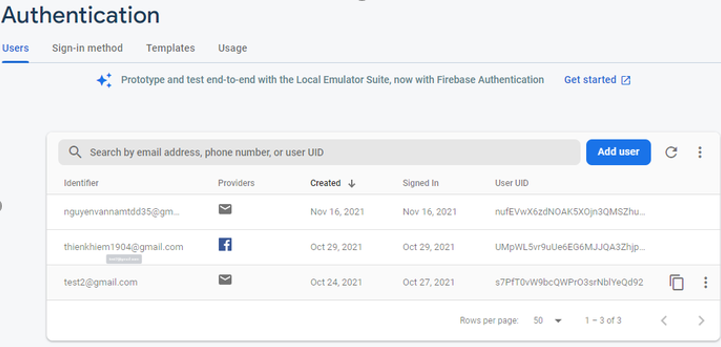 Authentication
Users Sign-in method Templates Usage
Prototype and test end-to-end with the Local Emulator Suite, now with Firebase Authentication Get started
Search by email address, phone number, or user UID Add user
Identifier Providers Created Signed In User UID
nguyenvannamtdd35@gm... Nov 16, 2021 Nov 16, 2021 nufEVwX6zdNOAK5XOjn3QMSZhu...
thienkhiem1904@gmail.com Oct 29, 2021 Oct 29, 2021 UMpWL5vr9uUe6EG6MJJQA3Zhjp...
test2@gmail.com Oct 24, 2021 Oct 27, 2021 s7PfT0vW9bcQWPrO3srNblYeQd92
Rows per page: 50 1 – 3 of 3